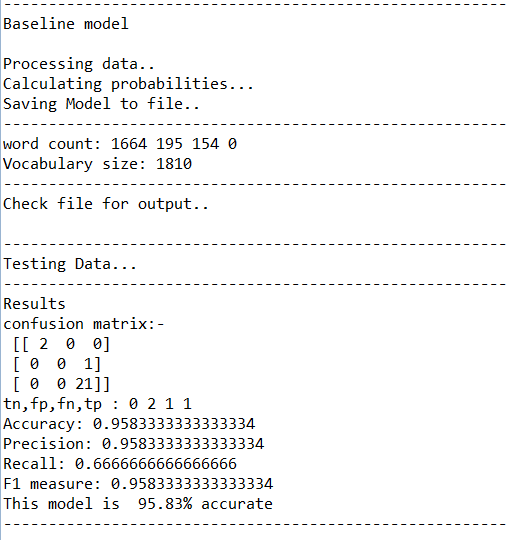 ------------------------------------------------------------
Baseline model
Processing data..
Calculating probabilities...
Saving Model to file..
------------------------------------------------------------
word count: 1664 195 154 0
Vocabulary size: 1810
------------------------------------------------------------
Check file for output..
------------------------------------------------------------
Testing Data...
------------------------------------------------------------
Results
confusion matrix:-
[[ 2  0  0]
[ 0  0  1]
[ 0  0 21]]
tn,fp,fn,tp : 0 2 1 1
Accuracy: 0.9583333333333334
Precision: 0.9583333333333334
Recall: 0.6666666666666666
F1 measure: 0.9583333333333334
This model is  95.83% accurate
------------------------------------------------------------